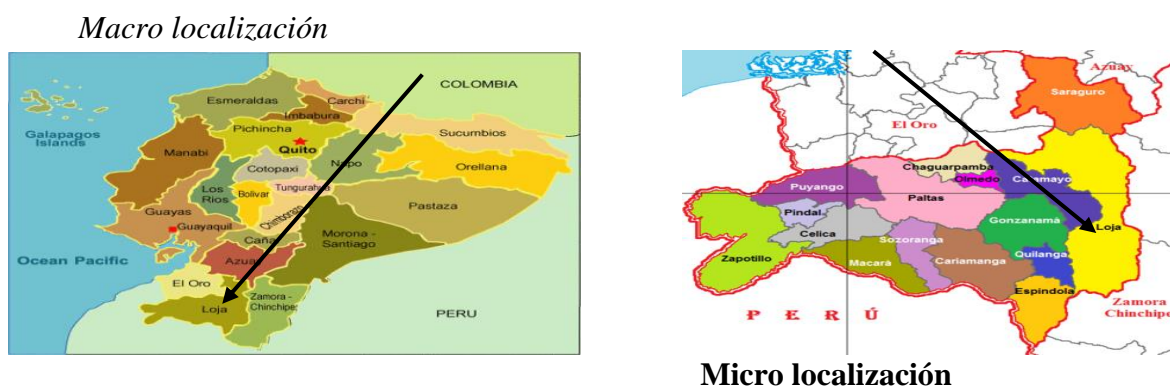 Macro localización
COLOMBIA
Esmeraldas
Carchi
Imbabura
Galapagos
Islands
Pichincha
Sucumbios
Quito
Manabi
Napo
Orellana
Cotopaxi
Los
Rios
Bolivar
Tungurahua
Pastaza
Guayas
Chimborazo
Guayaquil
Morona -
Santiago
Cañar
Ocean Pacific
Azuay
El Oro
Zamora -
Chinchipe
Loja
PERU
Azuay
Saraguro
El Oro
Chaguarpamba
Olmedo
Catamayo
Puyango
Paltas
Pindal
Gonzanamá
Loja
Celica
Sozoranga
Zapotillo
Macará
Cariamanga
Quilanga
Espindola
Zamora
Chinchipe
P E R Ú
Micro localización